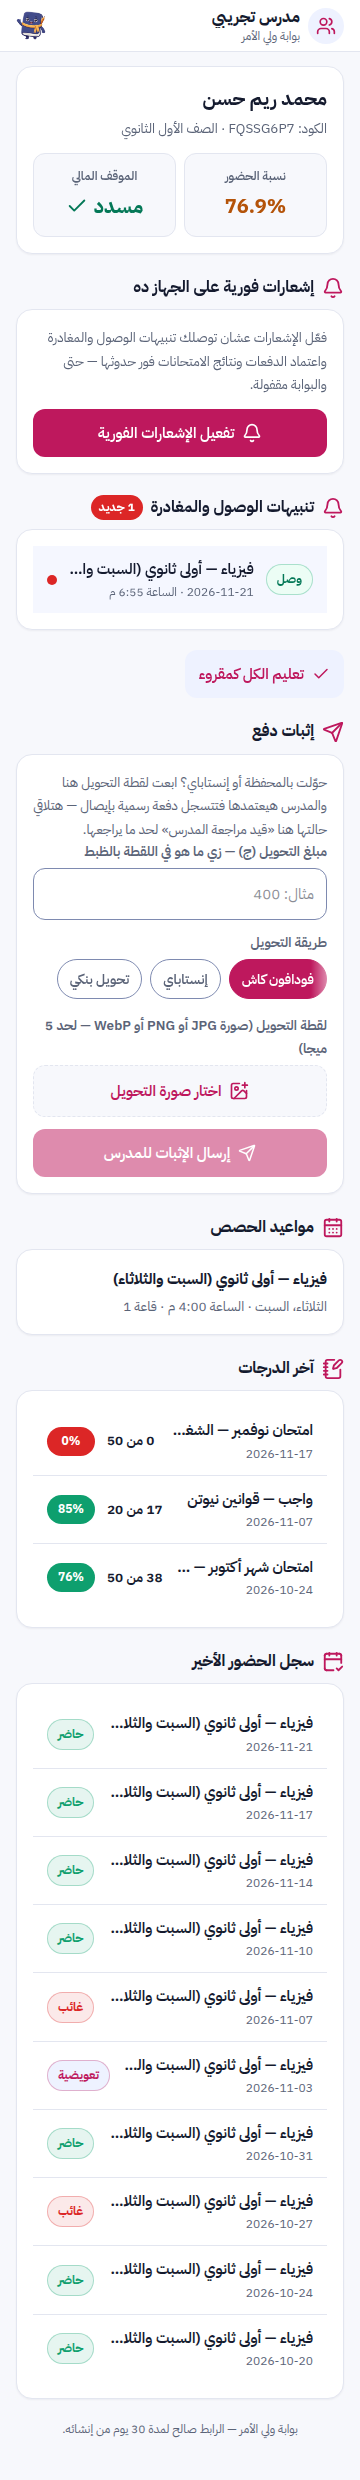 مدرس تجريبي
بوابة ولي الأمر
محمد ريم حسن
الكود: FQSSG6P7 · الصف الأول الثانوي
نسبة الحضور
76.9%
الموقف المالي
مسدد
إشعارات فورية على الجهاز ده
فعّل الإشعارات عشان توصلك تنبيهات الوصول والمغادرة
واعتماد الدفعات ونتائج الامتحانات فور حدوثها — حتى
والبوابة مقفولة.
تفعيل الإشعارات الفورية
تنبيهات الوصول والمغادرة
1 جديد
وصل
فيزياء — أولى ثانوي (السبت وا...
2026-11-21 · الساعة 6:55 م
تعليم الكل كمقروء
إثبات دفع
حوّلت بالمحفظة أو إنستاباي؟ ابعت لقطة التحويل هنا
والمدرس هيعتمدها فتتسجل دفعة رسمية بإيصال — هتلاقي
حالتها هنا «قيد مراجعة المدرس» لحد ما يراجعها.
مبلغ التحويل (ج) — زي ما هو في اللقطة بالظبط
مثال: 400
طريقة التحويل
فودافون كاش
إنستاباي
تحويل بنكي
لقطة التحويل (صورة JPG أو PNG أو WebP — لحد 5
ميجا)
اختار صورة التحويل
إرسال الإثبات للمدرس
مواعيد الحصص
فيزياء — أولى ثانوي (السبت والثلاثاء)
الثلاثاء، السبت · الساعة 4:00 م · قاعة 1
آخر الدرجات
امتحان نوفمبر — الشغ...
2026-11-17
0 من 50
0%
واجب — قوانين نيوتن
2026-11-07
17 من 20
85%
امتحان شهر أكتوبر — ...
2026-10-24
38 من 50
76%
سجل الحضور الأخير
فيزياء — أولى ثانوي (السبت والثلا...
2026-11-21
حاضر
فيزياء — أولى ثانوي (السبت والثلا...
2026-11-17
حاضر
فيزياء — أولى ثانوي (السبت والثلا...
2026-11-14
حاضر
فيزياء — أولى ثانوي (السبت والثلا...
2026-11-10
حاضر
فيزياء — أولى ثانوي (السبت والثلا...
2026-11-07
غائب
فيزياء — أولى ثانوي (السبت والـ...
2026-11-03
تعويضية
فيزياء — أولى ثانوي (السبت والثلا...
2026-10-31
حاضر
فيزياء — أولى ثانوي (السبت والثلا...
2026-10-27
غائب
فيزياء — أولى ثانوي (السبت والثلا...
2026-10-24
حاضر
فيزياء — أولى ثانوي (السبت والثلا...
2026-10-20
حاضر
بوابة ولي الأمر — الرابط صالح لمدة 30 يوم من إنشائه.